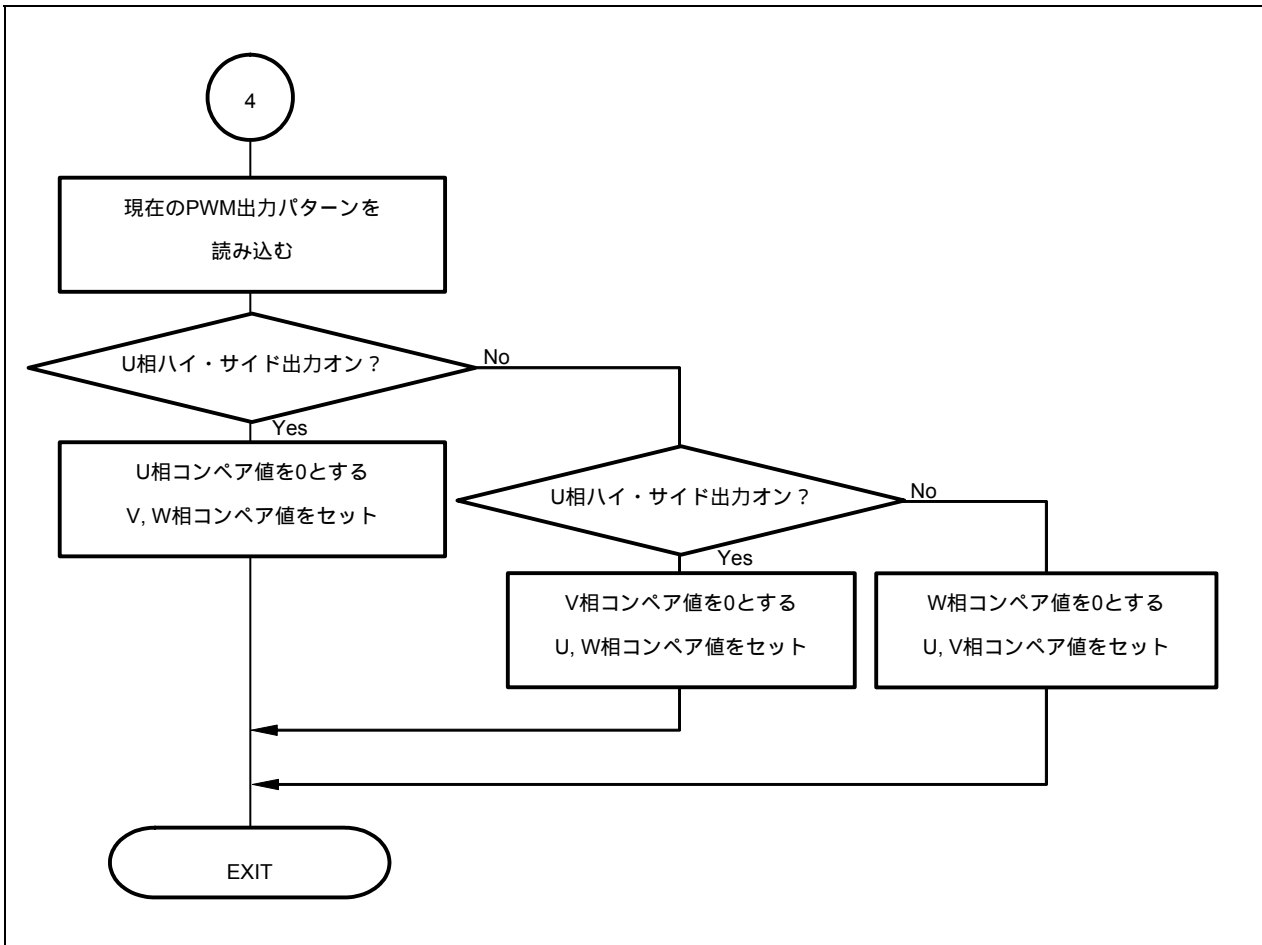 4
現在のPWM出力パターンを
読み込む
U相ハイ・サイド出力オン？
No
Yes
U相コンペア値を0とする
V, W相コンペア値をセット
U相ハイ・サイド出力オン？
No
Yes
V相コンペア値を0とする
U, W相コンペア値をセット
W相コンペア値を0とする
U, V相コンペア値をセット
EXIT